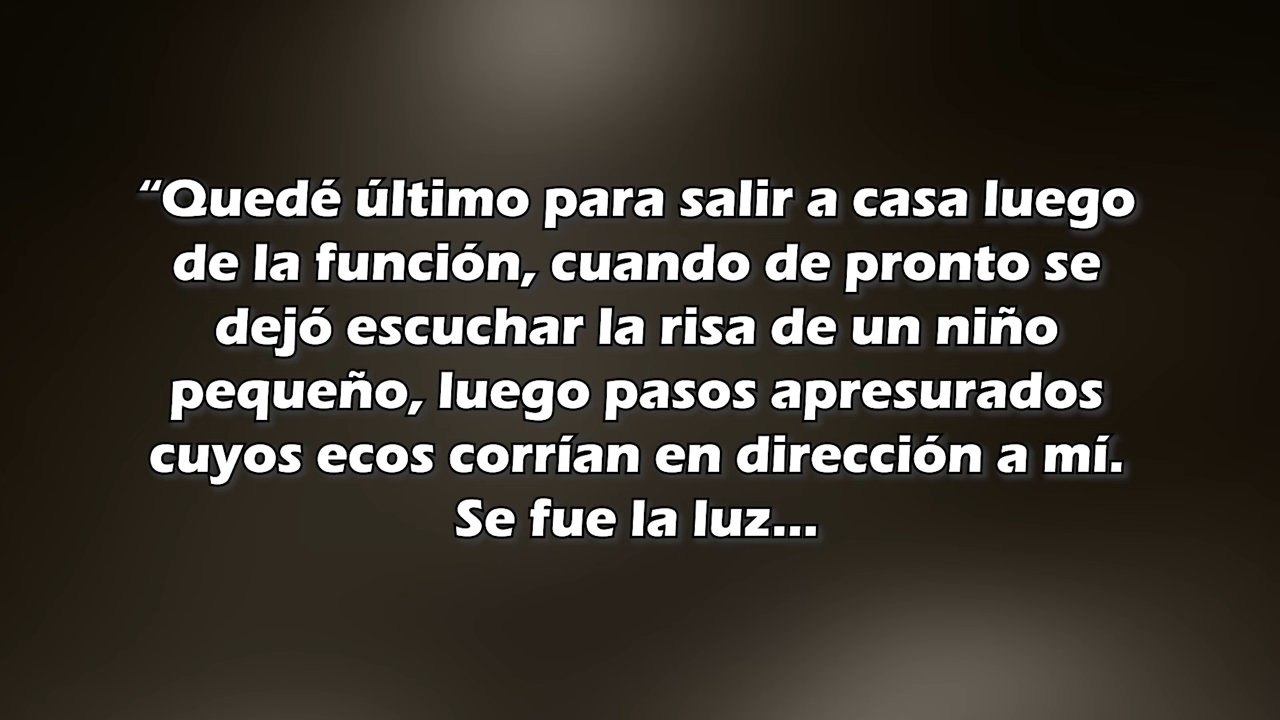 “Quedé último para salir a casa luego
de la función, cuando de pronto se
dejó escuchar la risa de un niño
pequeño, luego pasos apresurados
cuyos ecos corrían en dirección a mí.
Se fue la luz...